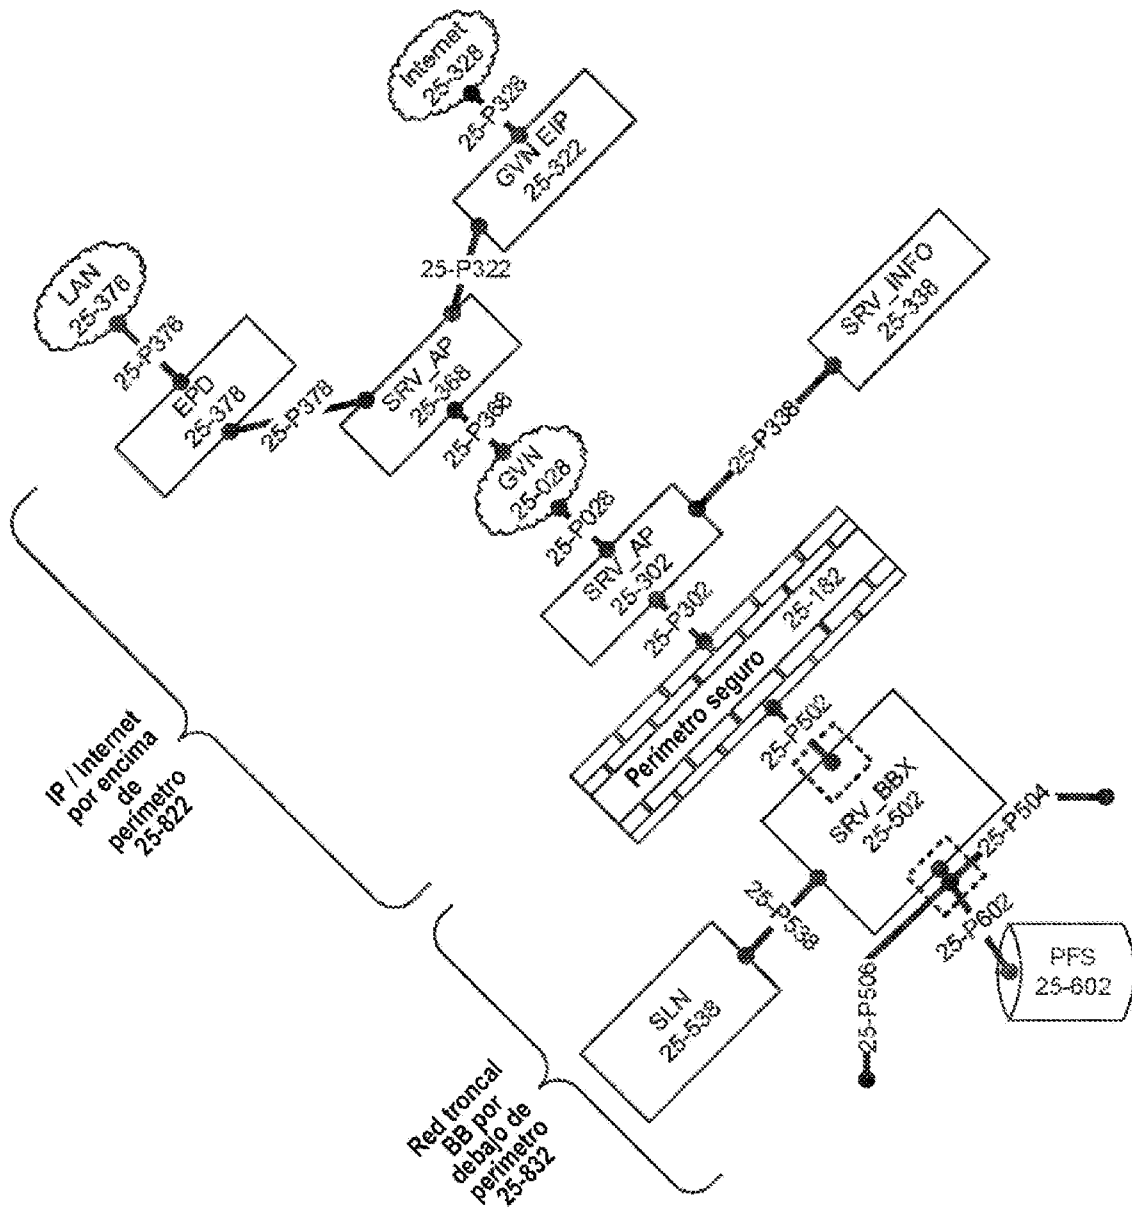 Internet
25-328
25-P328
GVN EIP
25-322
25-P322
LAN
25-376
25-P376
EPD
25-378
25-P378
SRV_AP
25-368
25-P368
GVN
25-028
25-P028
SRV_AP
25-302
25-P302
SRV_INFO
25-338
25-P338
Perímetro seguro
25-182
25-P502
SRV_BBX
25-502
25-P504
25-P538
SLN
25-538
25-P506
25-P602
PFS
25-602
IP / Internet
por encima
de
perímetro
25-822
Red troncal
BB por
debajo de
perímetro
25-832